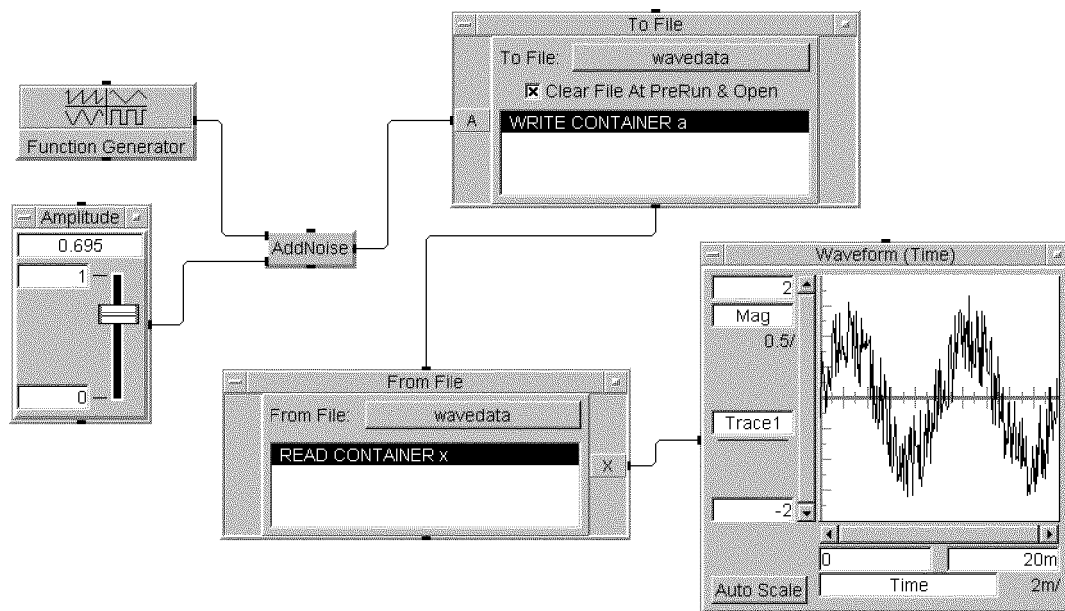 To File
To File:
wavedata
Clear File At PreRun & Open
A
WRITE CONTAINER a
Function Generator
Amplitude
0.695
1
0
AddNoise
From File
From File:
wavedata
READ CONTAINER x
X
Waveform (Time)
2
Mag
0.5/
Trace1
-2
0
20m
Auto Scale
Time
2m/